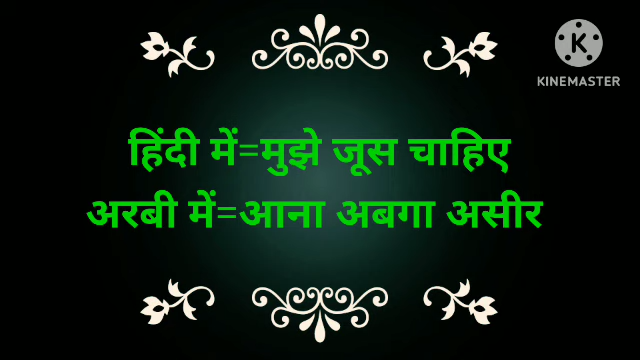 KINEMASTER
हिंदी में=मुझे जूस चाहिए
अरबी में=आना अबगा असीर